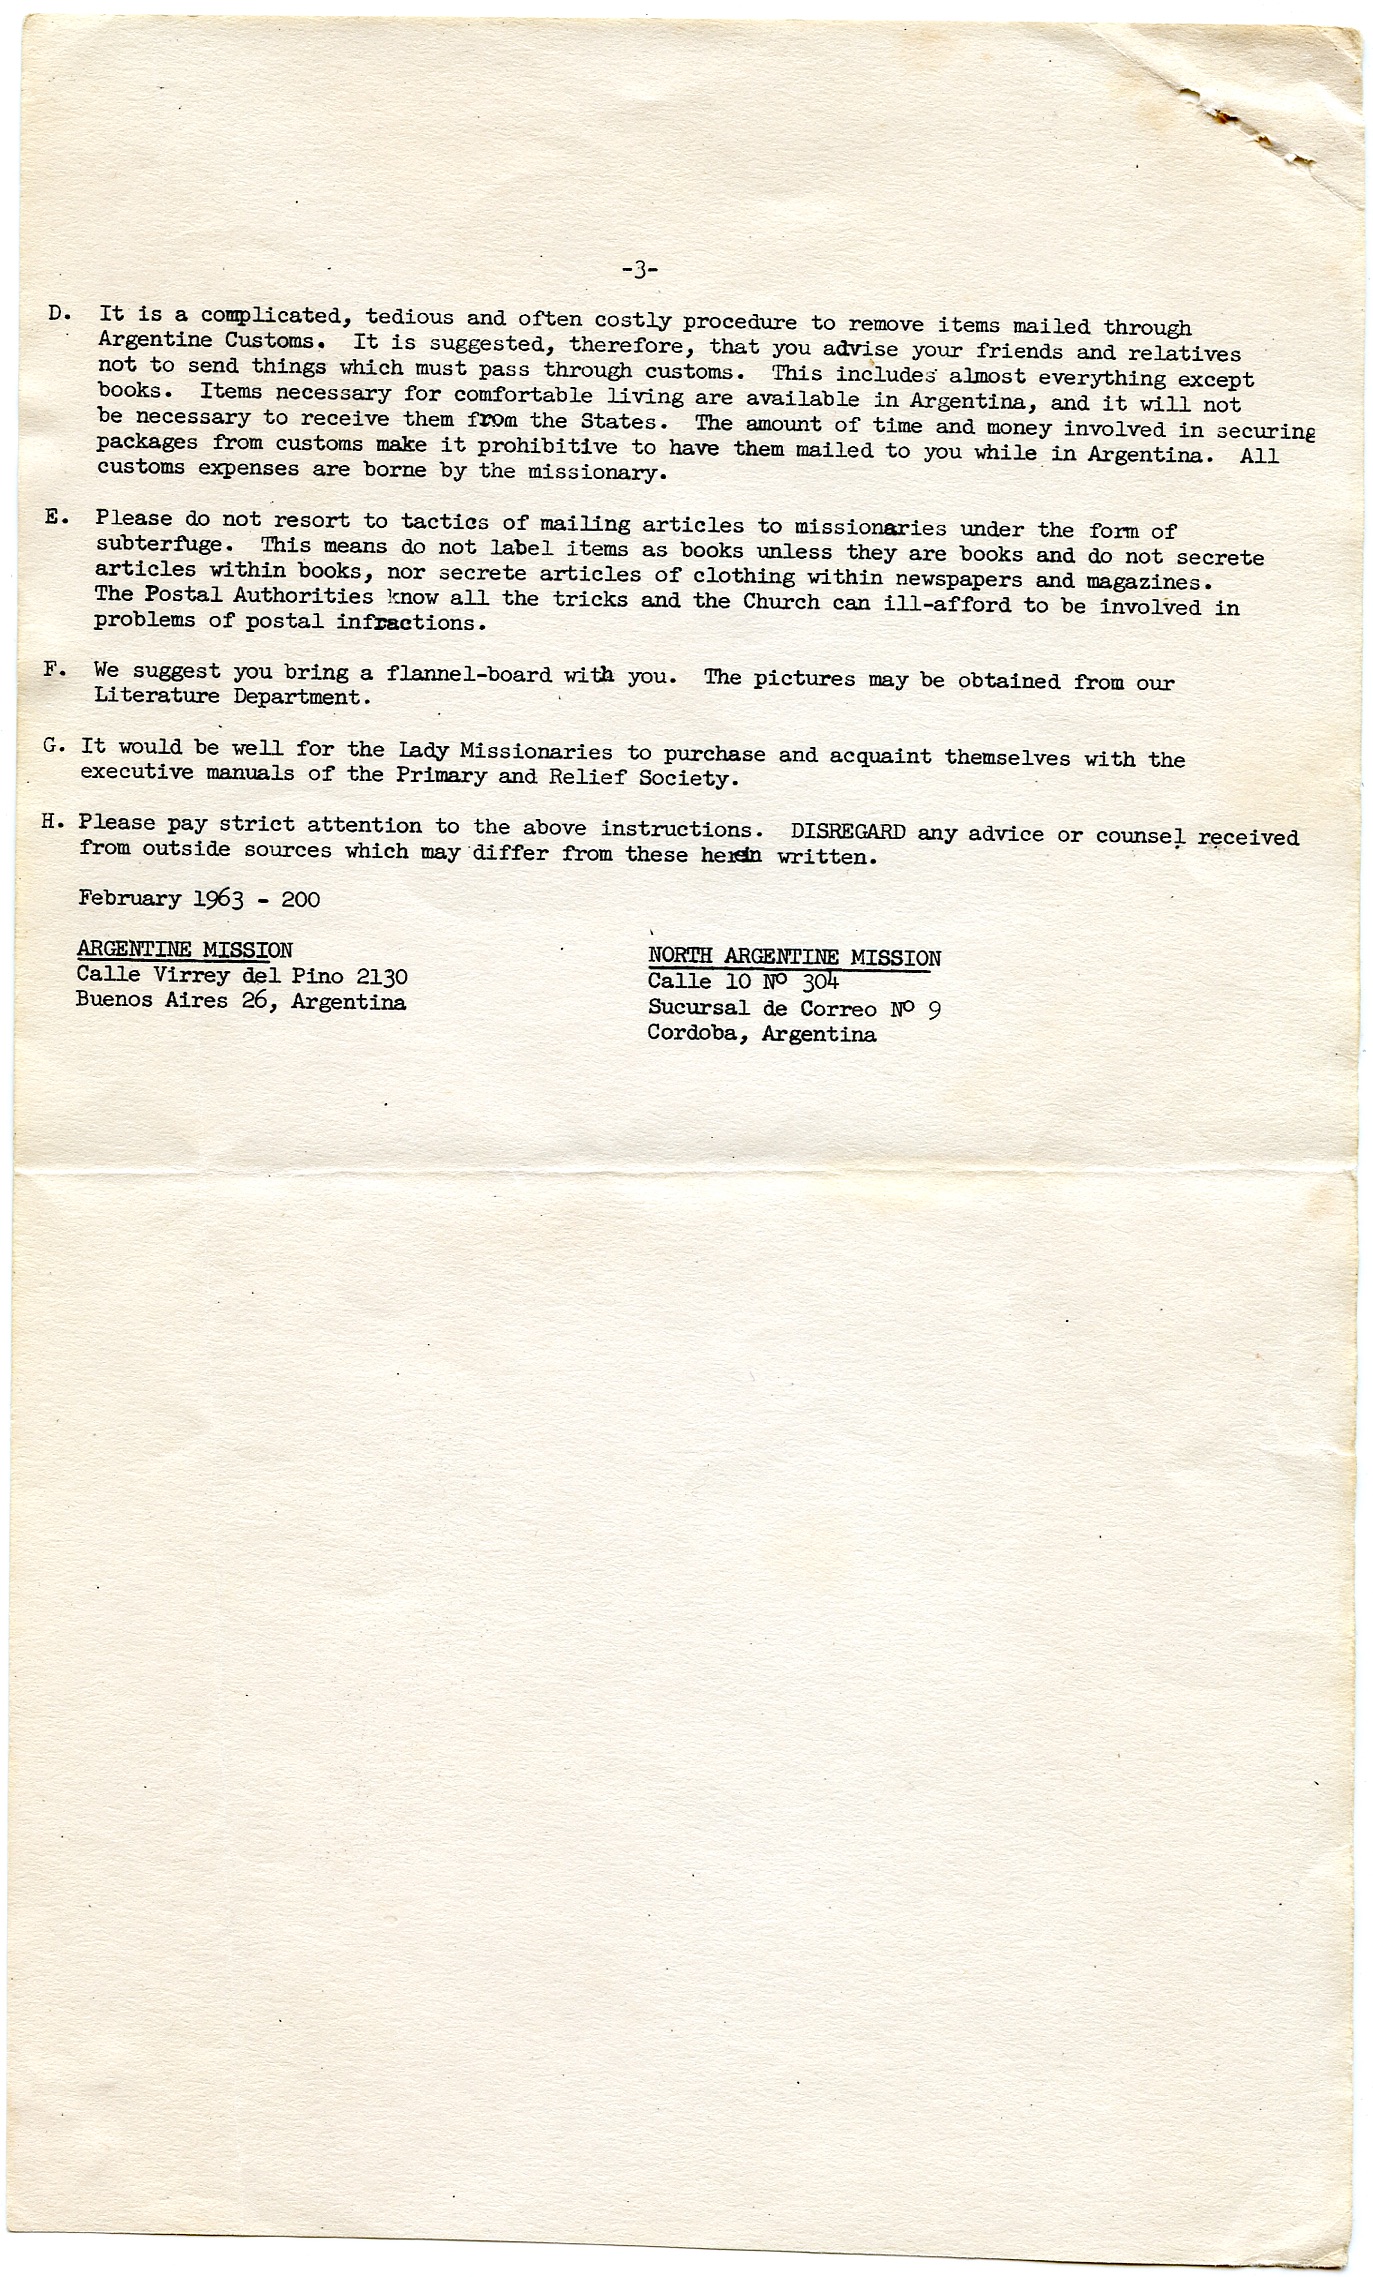 -3-
D. It is a complicated, tedious and often costly procedure to remove items mailed through
Argentine Customs. It is suggested, therefore, that you advise your friends and relatives
not to send things which must pass through customs. This includes almost everything except
books. Items necessary for comfortable living are available in Argentina, and it will not
be necessary to receive them from the States. The amount of time and money involved in securing
packages from customs make it prohibitive to have them mailed to you while in Argentina. All
customs expenses are borne by the missionary.
E. Please do not resort to tactics of mailing articles to missionaries under the form of
subterfuge. This means do not label items as books unless they are books and do not secrete
articles within books, nor secrete articles of clothing within newspapers and magazines.
The Postal Authorities know all the tricks and the Church can ill-afford to be involved in
problems of postal infractions.
F. We suggest you bring a flannel-board with you. The pictures may be obtained from our
Literature Department.
G. It would be well for the Lady Missionaries to purchase and acquaint themselves with the
executive manuals of the Primary and Relief Society.
H. Please pay strict attention to the above instructions. DISREGARD any advice or counsel received
from outside sources which may differ from these herein written.
February 1963 - 200
ARGENTINE MISSION
Calle Virrey del Pino 2130
Buenos Aires 26, Argentina
NORTH ARGENTINE MISSION
Calle 10 Nº 304
Sucursal de Correo Nº 9
Cordoba, Argentina